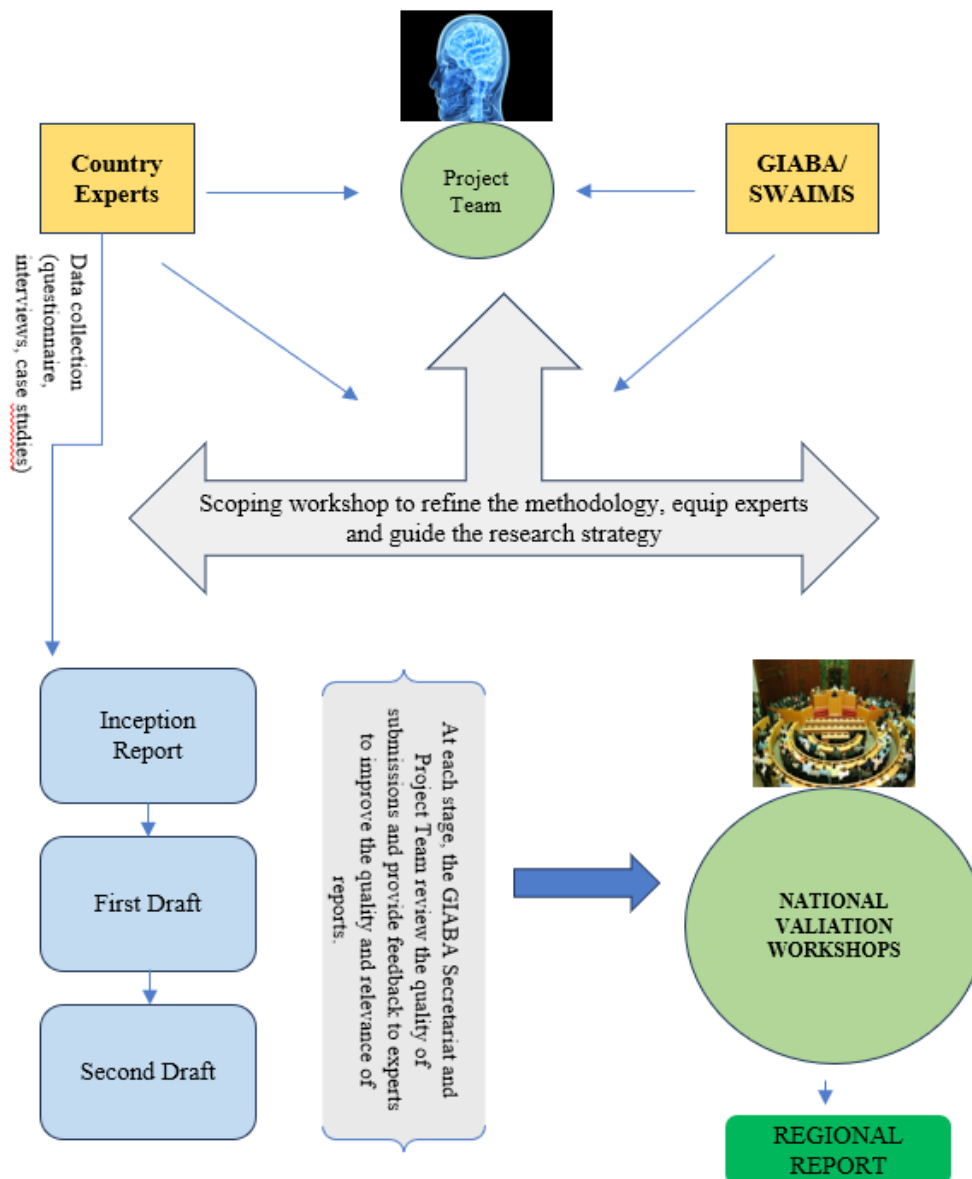 Country
Experts
Project
Team
GIABA/
SWAIMS
Data collection
(questionnaire,
interviews, case studies)
Scoping workshop to refine the methodology, equip experts
and guide the research strategy
Inception
Report
First Draft
Second Draft
At each stage, the GIABA Secretariat and
Project Team review the quality of
submissions and provide feedback to experts
to improve the quality and relevance of
reports.
NATIONAL
VALIATION
WORKSHOPS
REGIONAL
REPORT